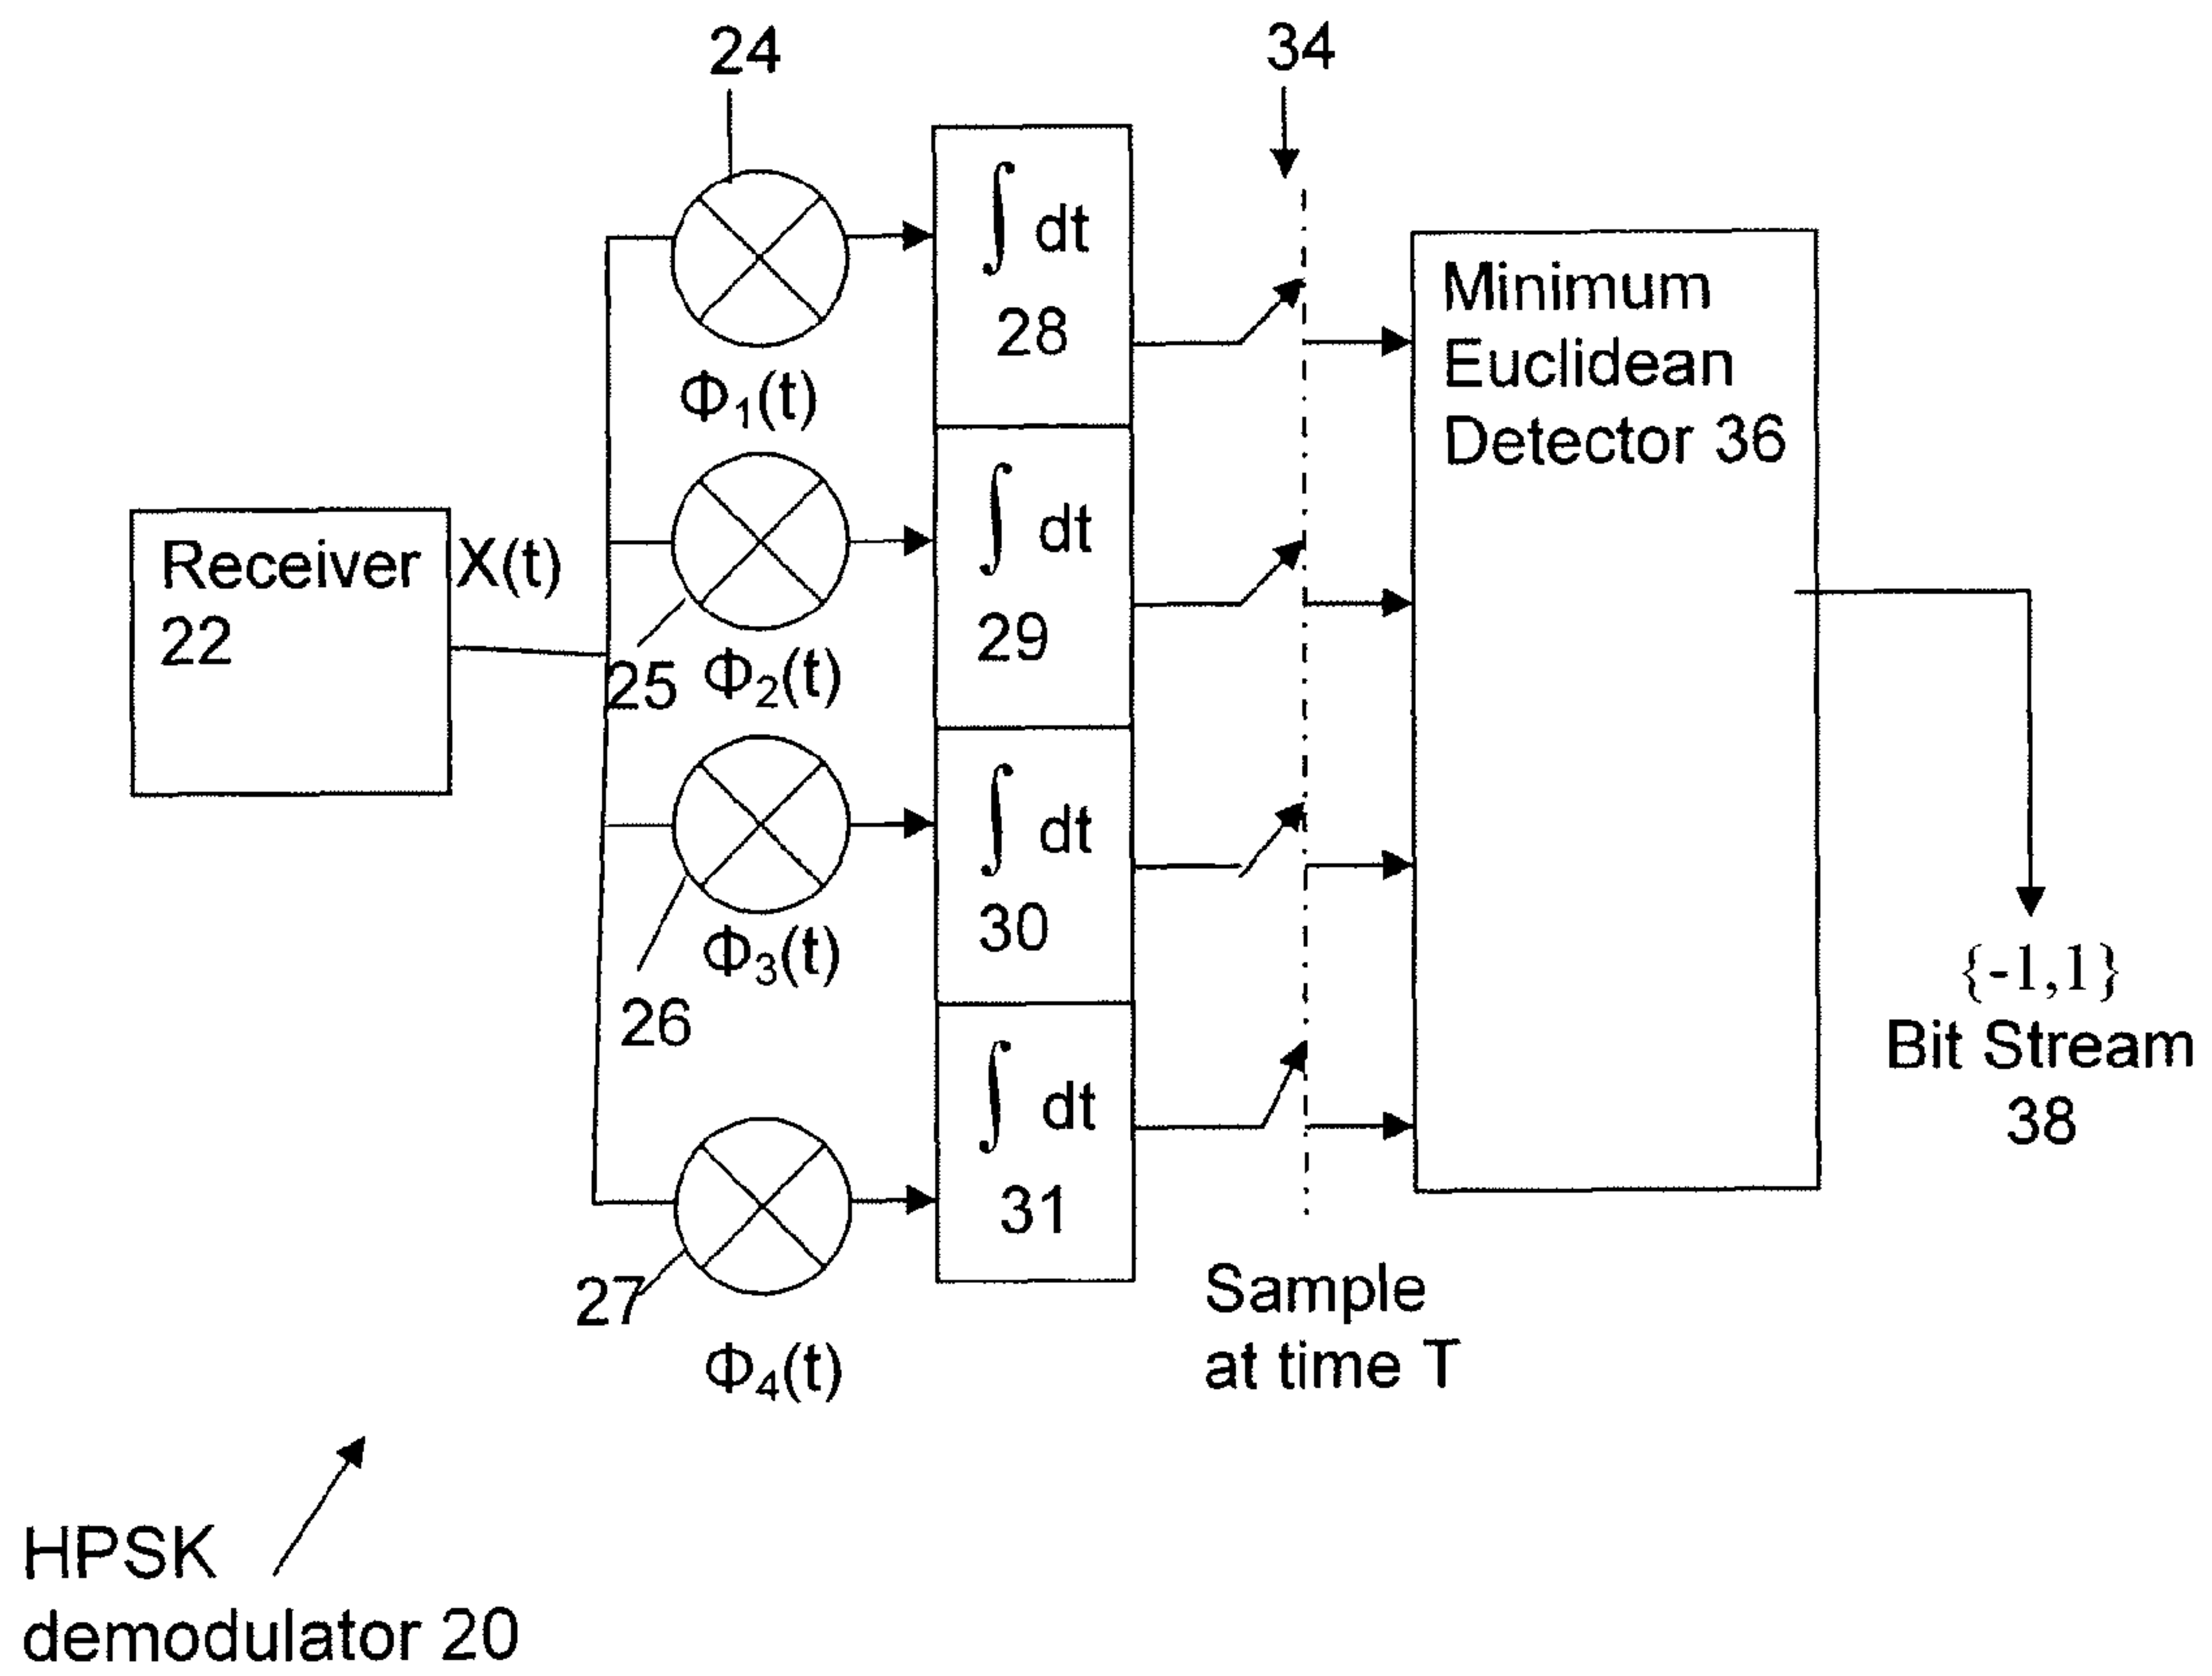 24
34
∫ dt
28
Φ₁(t)
Minimum
Euclidean
Detector 36
∫ dt
29
Receiver
22
X(t)
25
Φ₂(t)
∫ dt
30
Φ₃(t)
26
{-1,1}
Bit Stream
38
∫ dt
31
27
Φ₄(t)
Sample
at time T
HPSK
demodulator 20